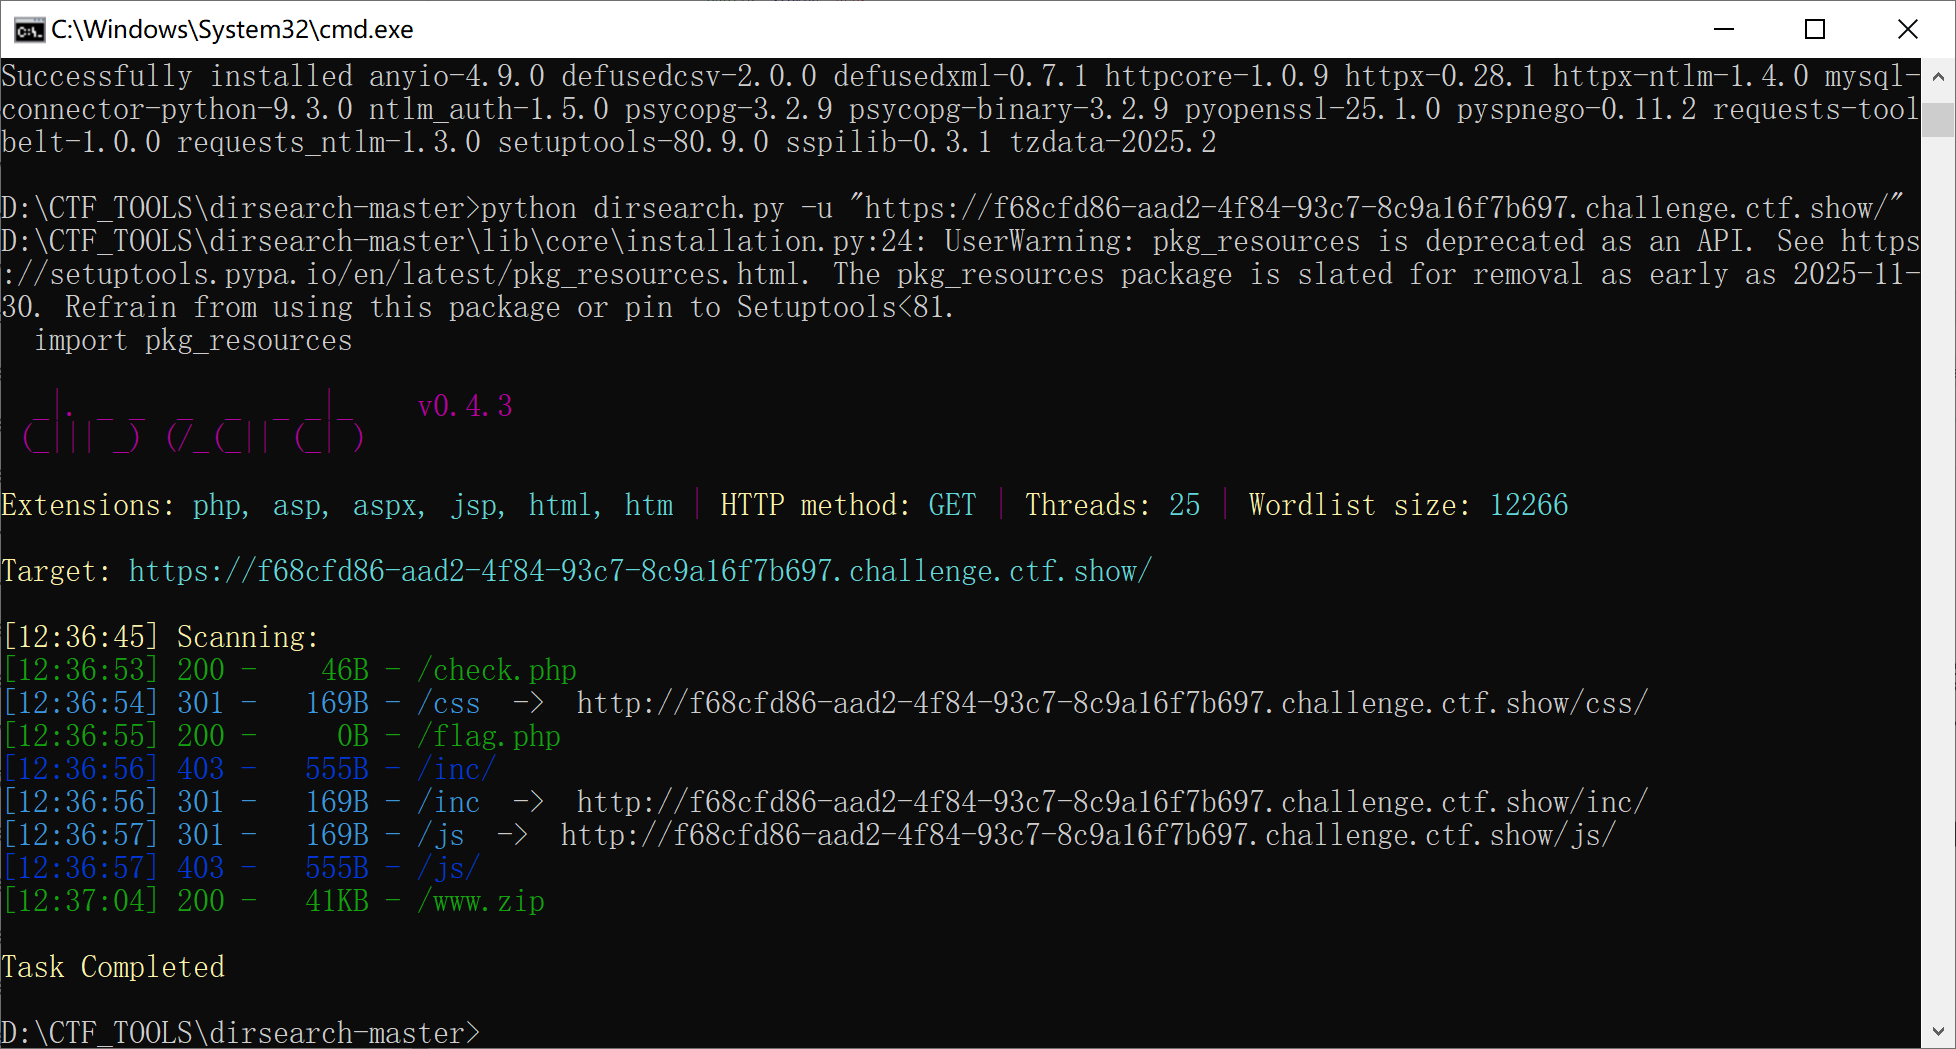 C:\Windows\System32\cmd.exe
Successfully installed anyio-4.9.0 defusedcsv-2.0.0 defusedxml-0.7.1 httpcore-1.0.9 httpx-0.28.1 httpx-ntlm-1.4.0 mysql-
connector-python-9.3.0 ntlm_auth-1.5.0 psycopg-3.2.9 psycopg-binary-3.2.9 pyopenssl-25.1.0 pyspnego-0.11.2 requests-tool
belt-1.0.0 requests_ntlm-1.3.0 setuptools-80.9.0 sspilib-0.3.1 tzdata-2025.2
D:\CTF_TOOLS\dirsearch-master>python dirsearch.py -u "https://f68cfd86-aad2-4f84-93c7-8c9a16f7b697.challenge.ctf.show/"
D:\CTF_TOOLS\dirsearch-master\lib\core\installation.py:24: UserWarning: pkg_resources is deprecated as an API. See https
://setuptools.pypa.io/en/latest/pkg_resources.html. The pkg_resources package is slated for removal as early as 2025-11-
30. Refrain from using this package or pin to Setuptools<81.
  import pkg_resources
  _|. _ _  _  _  _ _|_    v0.4.3
 (_||| _) (/_(_|| (_| )
Extensions: php, asp, aspx, jsp, html, htm | HTTP method: GET | Threads: 25 | Wordlist size: 12266
Target: https://f68cfd86-aad2-4f84-93c7-8c9a16f7b697.challenge.ctf.show/
[12:36:45] Scanning:
[12:36:53] 200 -    46B - /check.php
[12:36:54] 301 -   169B - /css  ->  http://f68cfd86-aad2-4f84-93c7-8c9a16f7b697.challenge.ctf.show/css/
[12:36:55] 200 -     0B - /flag.php
[12:36:56] 403 -   555B - /inc/
[12:36:56] 301 -   169B - /inc  ->  http://f68cfd86-aad2-4f84-93c7-8c9a16f7b697.challenge.ctf.show/inc/
[12:36:57] 301 -   169B - /js  ->  http://f68cfd86-aad2-4f84-93c7-8c9a16f7b697.challenge.ctf.show/js/
[12:36:57] 403 -   555B - /js/
[12:37:04] 200 -   41KB - /www.zip
Task Completed
D:\CTF_TOOLS\dirsearch-master>